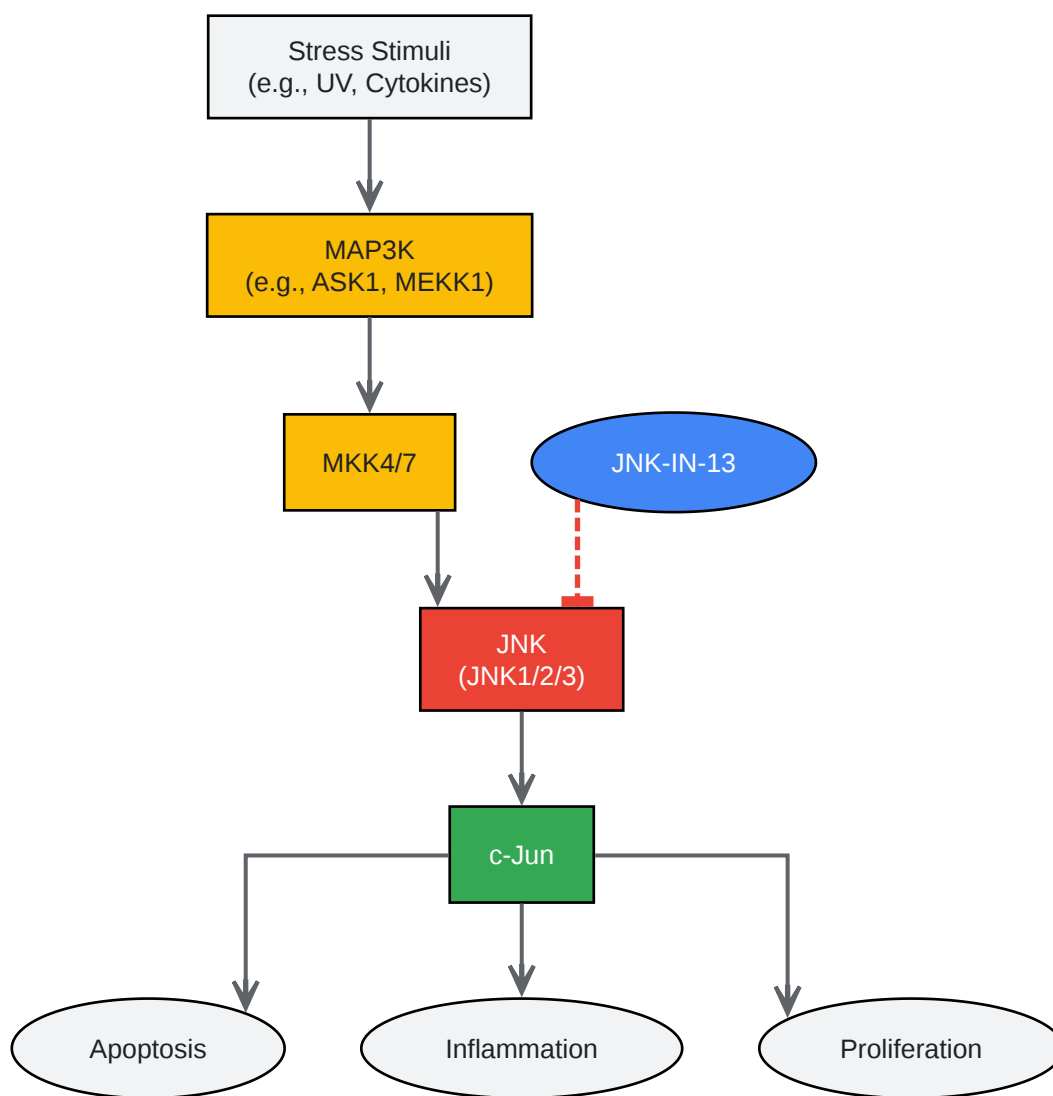 Stress Stimuli
(e.g., UV, Cytokines)
MAP3K
(e.g., ASK1, MEKK1)
MKK4/7
JNK-IN-13
JNK
(JNK1/2/3)
c-Jun
Apoptosis
Inflammation
Proliferation